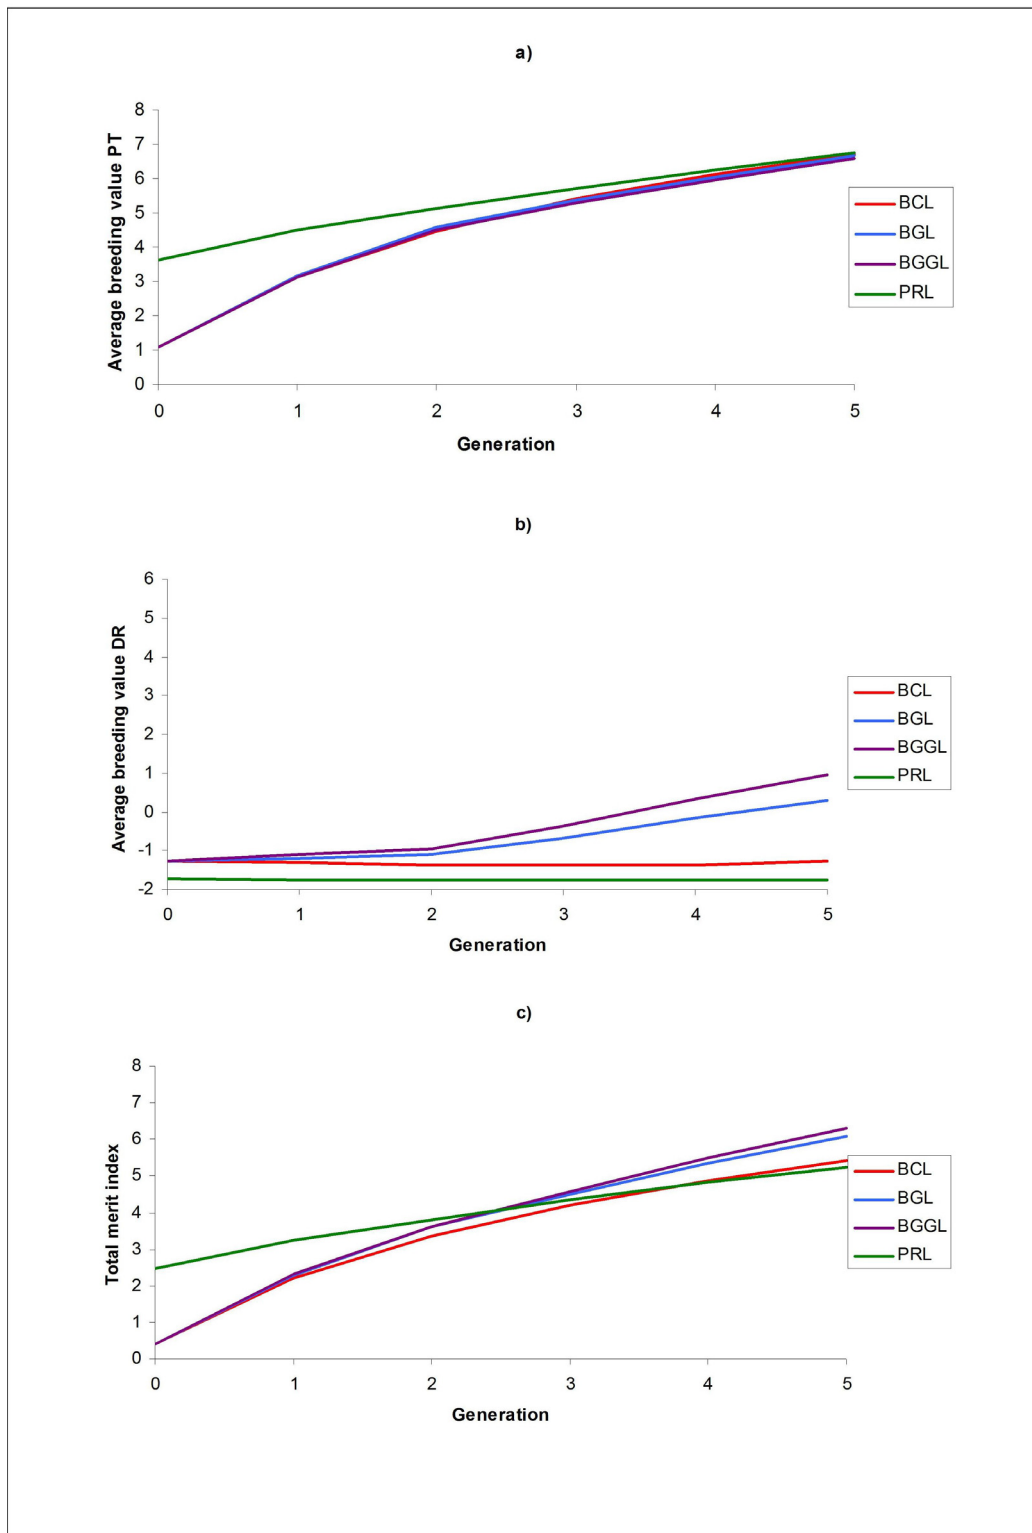 a)
Average breeding value PT
8
7
6
5
4
3
2
1
0
0 1 2 3 4 5
Generation
BCL
BGL
BGGL
PRL
b)
Average breeding value DR
6
5
4
3
2
1
0
-1
-2
0 1 2 3 4 5
Generation
BCL
BGL
BGGL
PRL
c)
Total merit index
8
7
6
5
4
3
2
1
0
0 1 2 3 4 5
Generation
BCL
BGL
BGGL
PRL